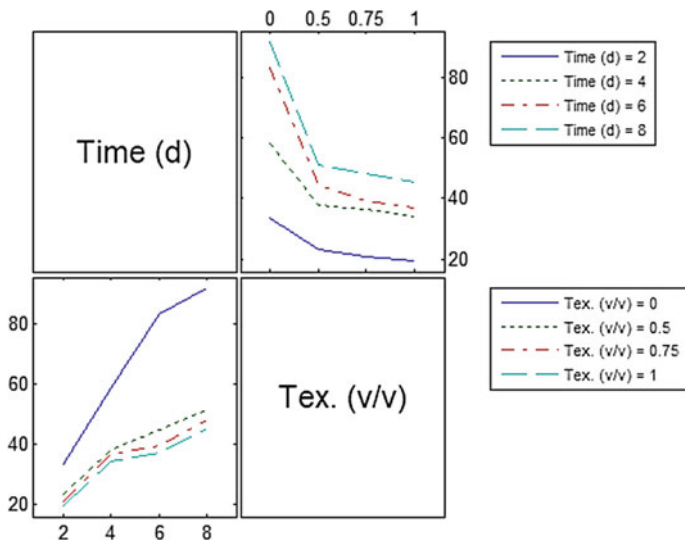 0 0.5 0.75 1
Time (d)
80
60
40
20
Time (d) = 2
Time (d) = 4
Time (d) = 6
Time (d) = 8
80
60
40
20
2 4 6 8
Tex. (v/v)
Tex. (v/v) = 0
Tex. (v/v) = 0.5
Tex. (v/v) = 0.75
Tex. (v/v) = 1